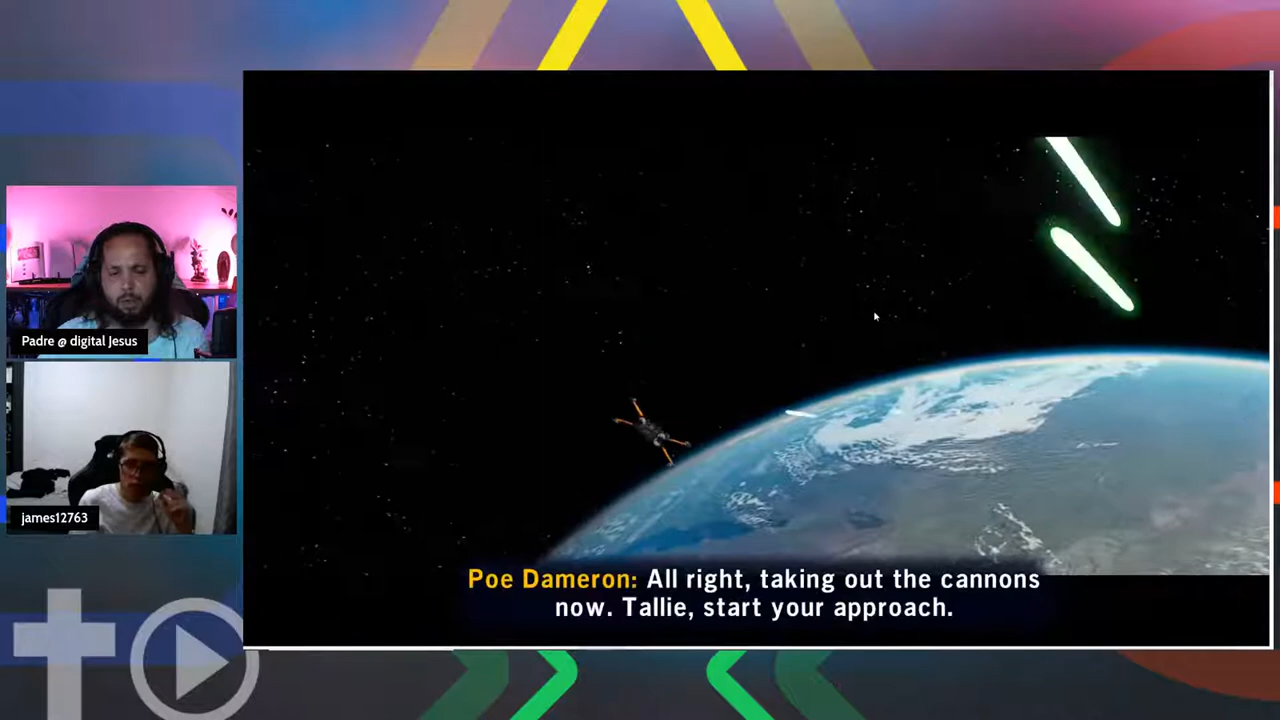 Padre @ digital Jesus
james12763
Poe Dameron: All right, taking out the cannons
now. Tallie, start your approach.